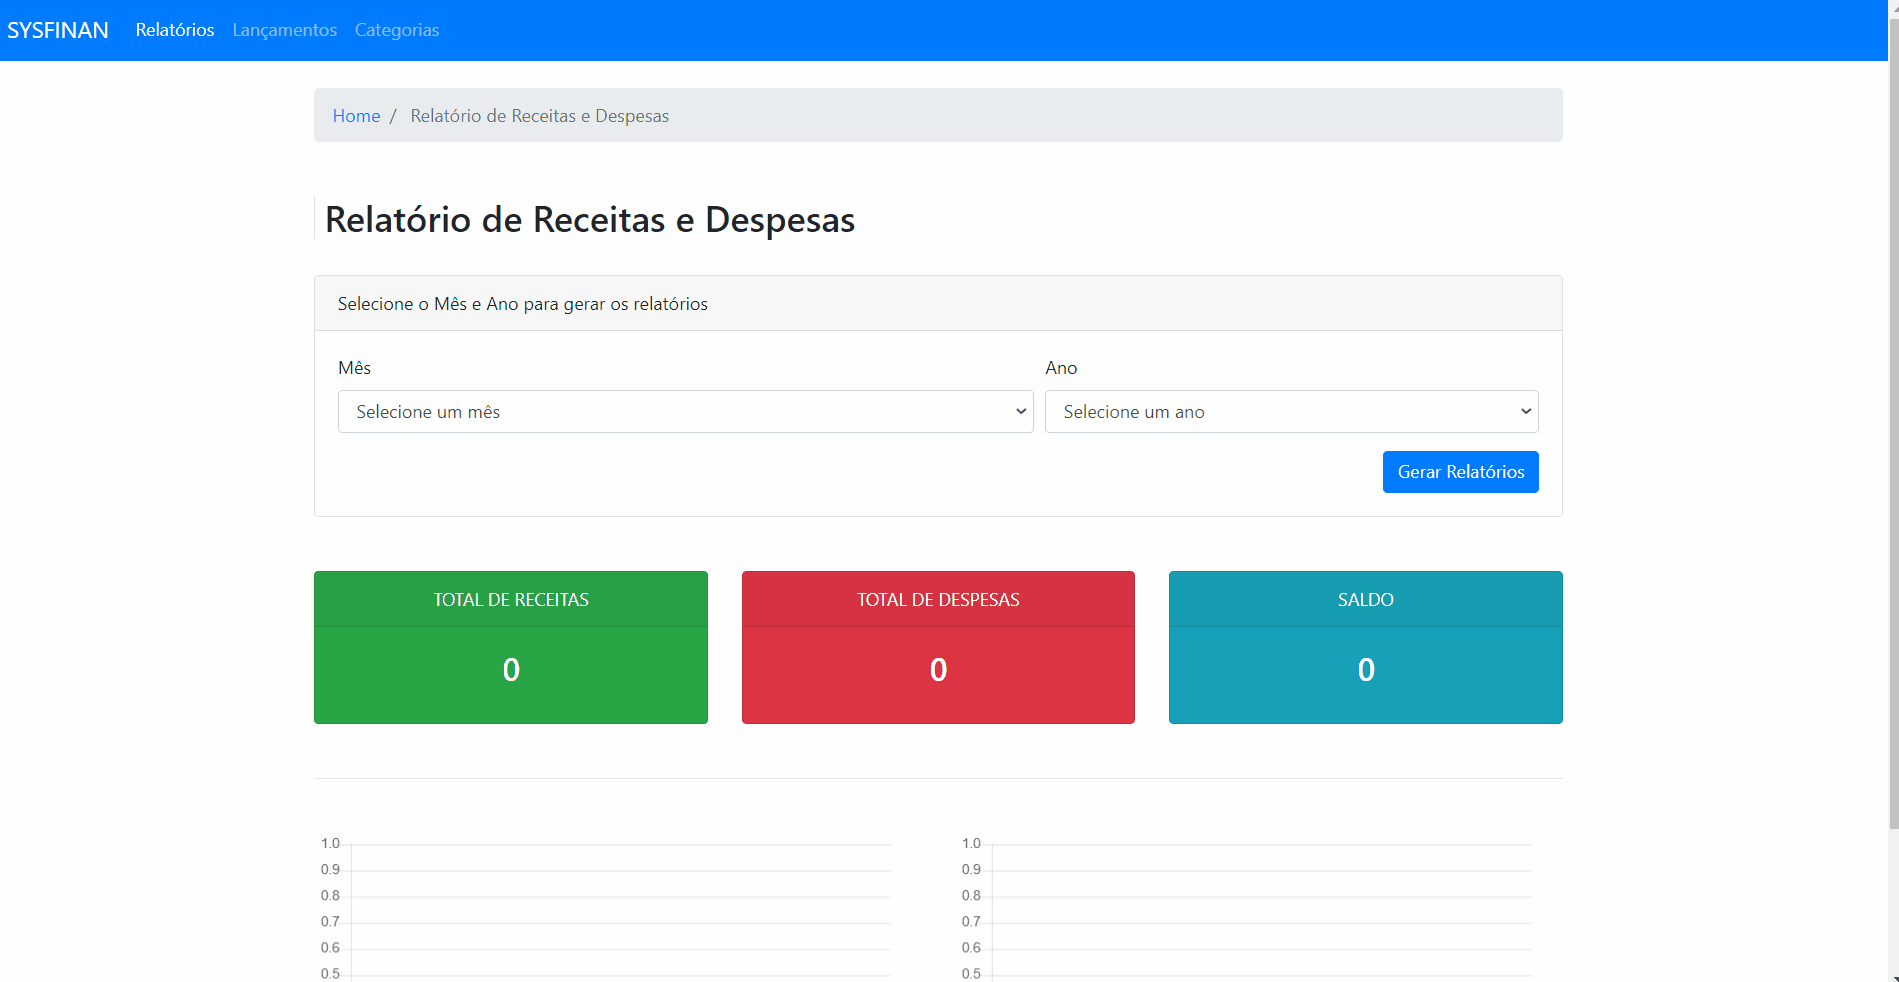 SYSFINAN Relatórios Lançamentos Categorias
Home / Relatório de Receitas e Despesas
Relatório de Receitas e Despesas
Selecione o Mês e Ano para gerar os relatórios
Mês Ano
Selecione um mês Selecione um ano
Gerar Relatórios
TOTAL DE RECEITAS TOTAL DE DESPESAS SALDO
0 0 0
1.0 1.0
0.9 0.9
0.8 0.8
0.7 0.7
0.6 0.6
0.5 0.5